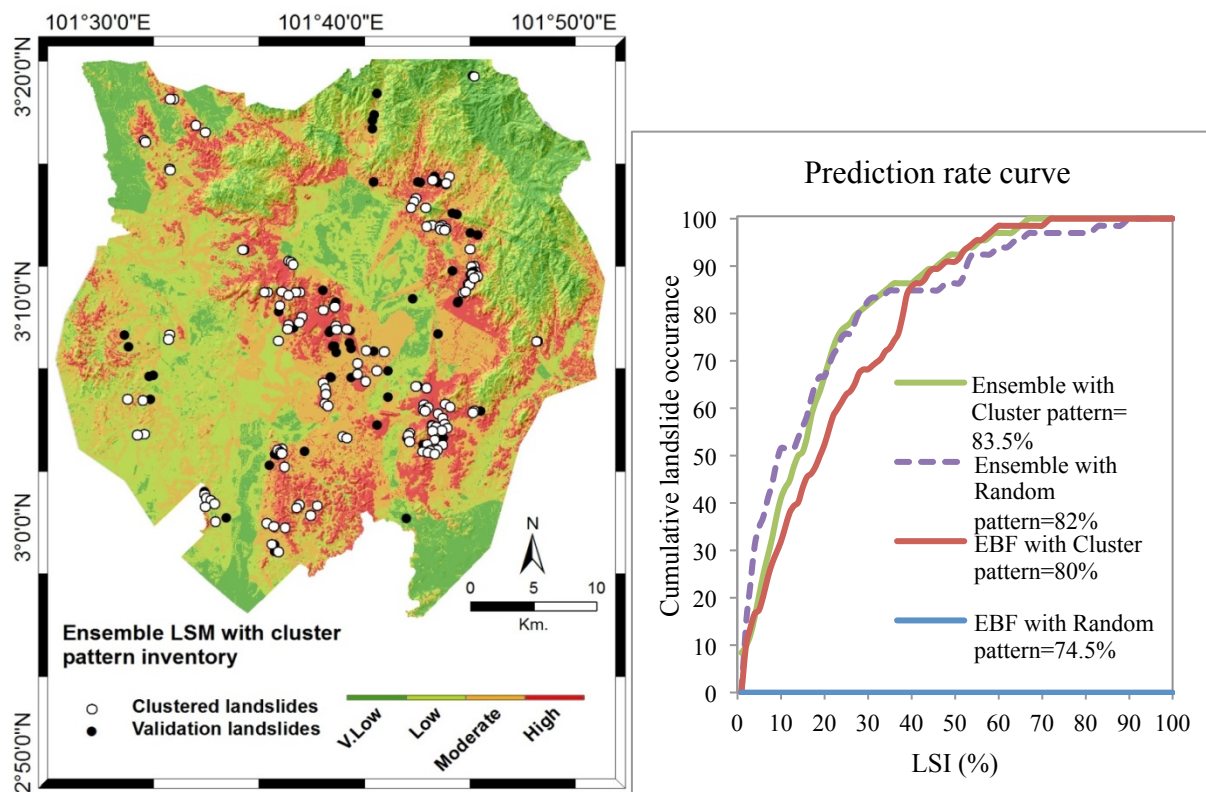 101°30'0"E
101°40'0"E
101°50'0"E
3°20'0"N
3°10'0"N
3°0'0"N
2°50'0"N
N
0 5 10
Km.
Ensemble LSM with cluster
pattern inventory
Clustered landslides
Validation landslides
V.Low
Low
Moderate
High
Prediction rate curve
Cumulative landslide occurance
100
90
80
70
60
50
40
30
20
10
0
Ensemble with
Cluster pattern=
83.5%
Ensemble with
Random
pattern=82%
EBF with Cluster
pattern=80%
EBF with Random
pattern=74.5%
0 10 20 30 40 50 60 70 80 90 100
LSI (%)